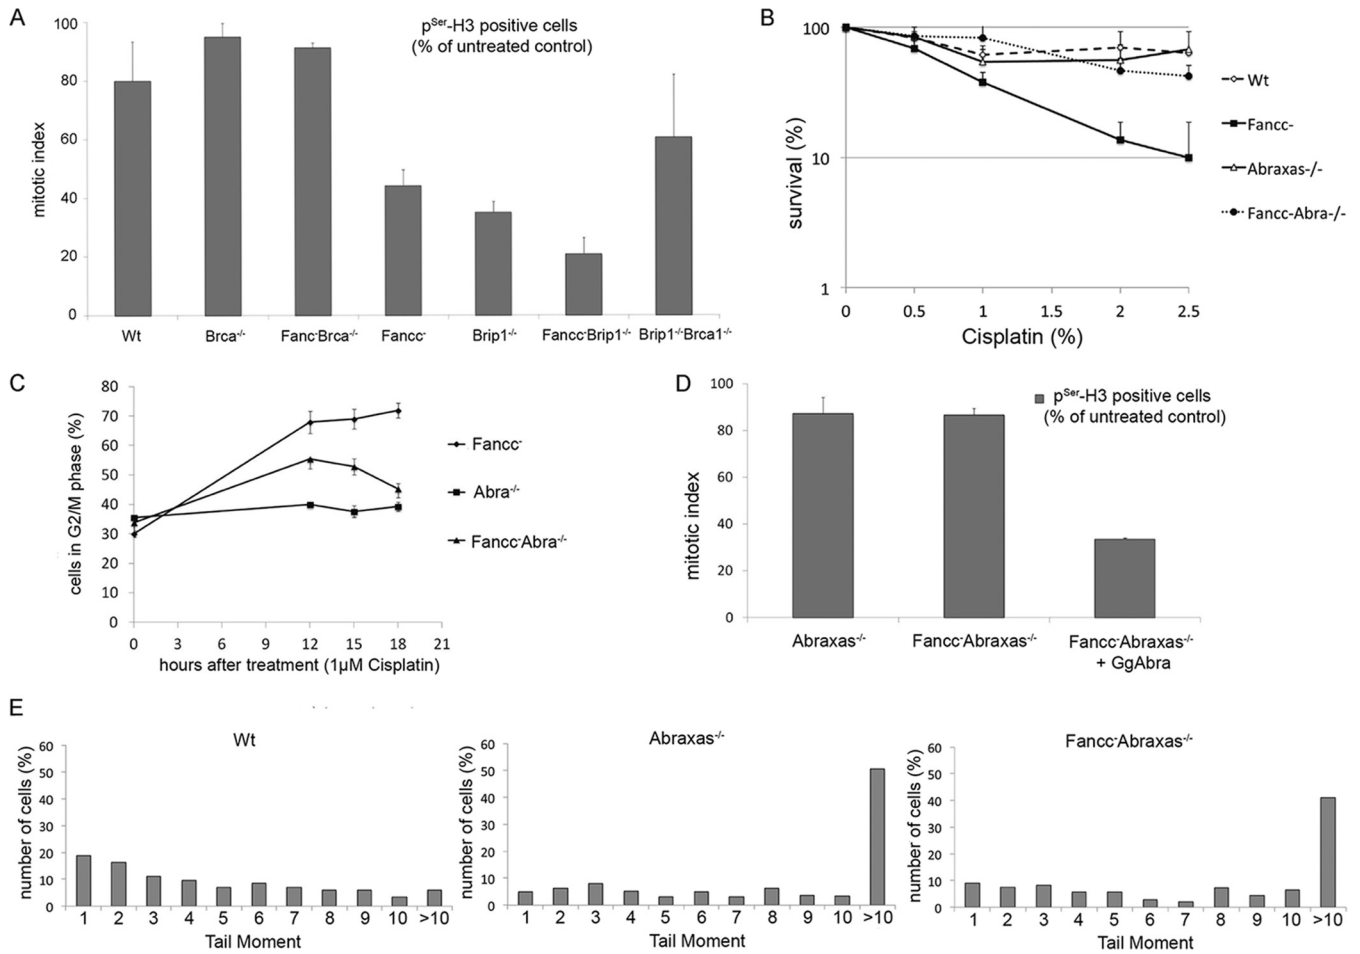 A
pSer-H3 positive cells
(% of untreated control)
mitotic index
100
80
60
40
20
0
Wt
Brca-/-
Fanc-Brca-/-
Fancc-
Brip1-/-
Fancc-Brip1-/-
Brip1-/-Brca1-/-
B
survival (%)
100
10
1
0
0.5
1
1.5
2
2.5
Cisplatin (%)
Wt
Fancc-
Abraxas-/-
Fancc-Abra-/-
C
cells in G2/M phase (%)
80
70
60
50
40
30
20
10
0
0
3
6
9
12
15
18
21
hours after treatment (1µM Cisplatin)
Fancc-
Abra-/-
Fancc-Abra-/-
D
pSer-H3 positive cells
(% of untreated control)
mitotic index
100
80
60
40
20
0
Abraxas-/-
Fancc-Abraxas-/-
Fancc-Abraxas-/-
+ GgAbra
E
Wt
number of cells (%)
60
50
40
30
20
10
0
1 2 3 4 5 6 7 8 9 10 >10
Tail Moment
Abraxas-/-
number of cells (%)
60
50
40
30
20
10
0
1 2 3 4 5 6 7 8 9 10 >10
Tail Moment
Fancc-Abraxas-/-
number of cells (%)
60
50
40
30
20
10
0
1 2 3 4 5 6 7 8 9 10 >10
Tail Moment